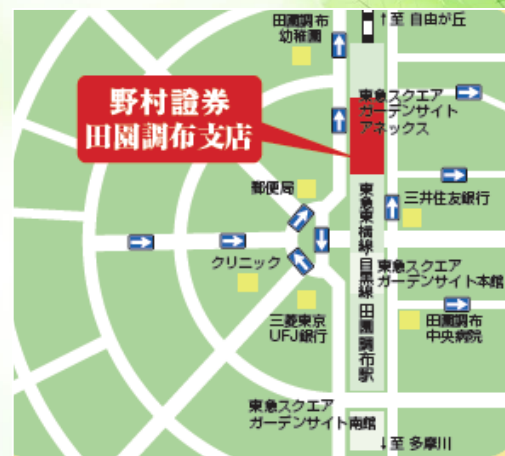 田園調布
幼稚園
↑至 自由が丘
野村證券
田園調布支店
東急スクエア
ガーデンサイト
アネックス
郵便局
三井住友銀行
クリニック
東急東横線・目黒線 田園調布駅
東急スクエア
ガーデンサイト本館
三菱東京
UFJ銀行
田園調布
中央病院
東急スクエア
ガーデンサイト南館
↓至 多摩川